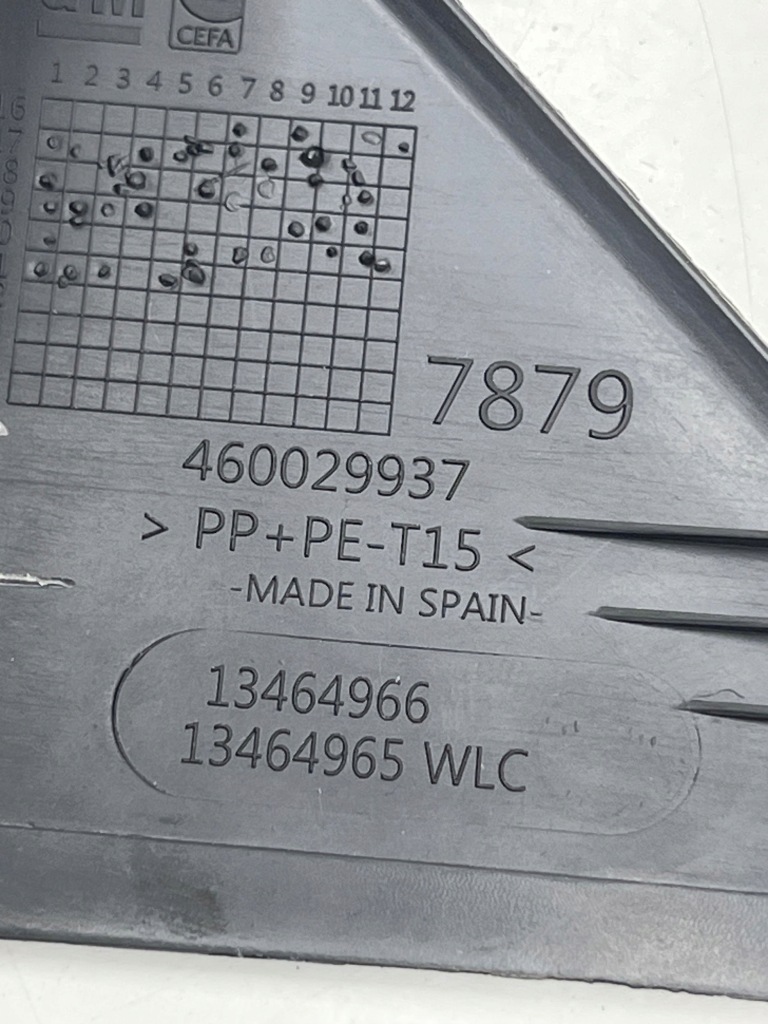 GM
CEFA
1 2 3 4 5 6 7 8 9 10 11 12
7879
460029937
> PP+PE-T15 <
-MADE IN SPAIN-
13464966
13464965 WLC